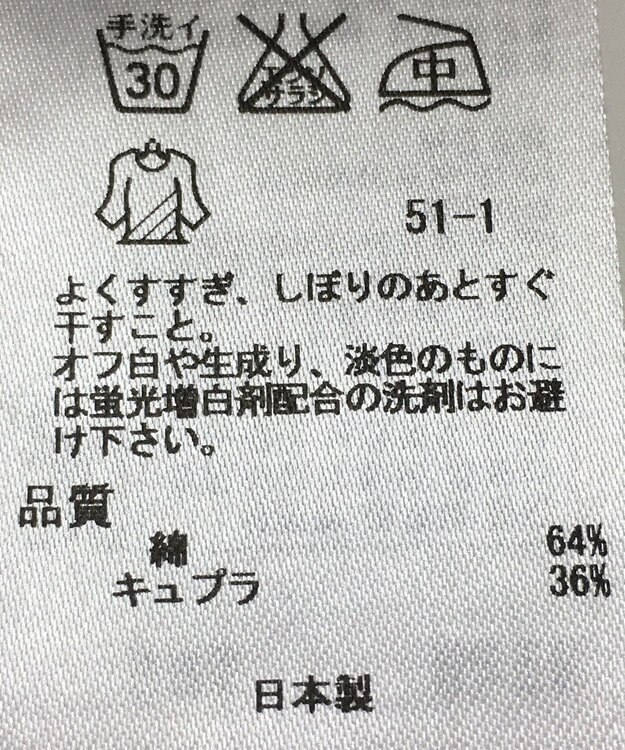 手洗イ
30
エンソ
サラシ
中
51-1
よくすすぎ、しぼりのあとすぐ
干すこと。
オフ白や生成り、淡色のものに
は蛍光増白剤配合の洗剤はお避
け下さい。
品質
綿 64%
キュプラ 36%
日本製